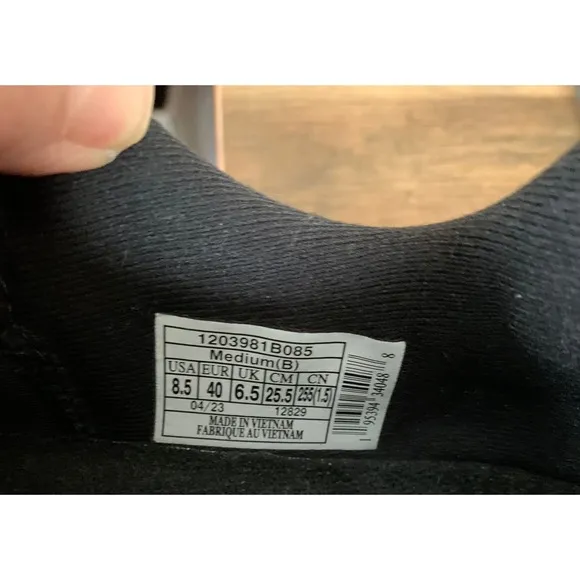 1203981B085
Medium(B)
USA EUR UK CM CN
8.5 40 6.5 25.5 255(1.5)
04/23 12829
MADE IN VIETNAM
FABRIQUE AU VIETNAM
1 95394 34048 8